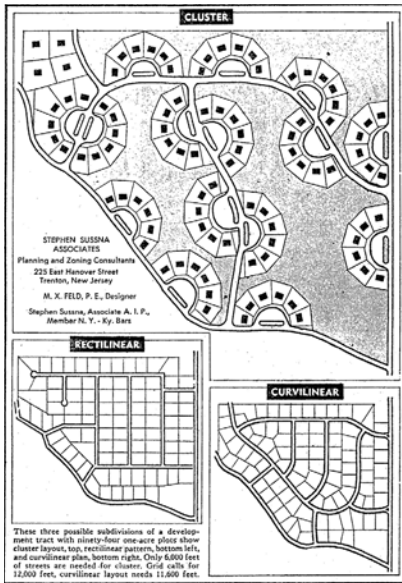 CLUSTER
STEPHEN SUSSNA
ASSOCIATES
Planning and Zoning Consultants
225 East Hanover Street
Trenton, New Jersey
M. X. FELD, P. E., Designer
Stephen Sussna, Associate A. I. P.,
Member N. Y. - Ky. Bars
RECTILINEAR
CURVILINEAR
These three possible subdivisions of a develop-
ment tract with ninety-four one-acre plots show
cluster layout, top, rectilinear pattern, bottom left,
and curvilinear plan, bottom right. Only 6,000 feet
of streets are needed for cluster. Grid calls for
12,000 feet, curvilinear layout needs 11,600 feet.